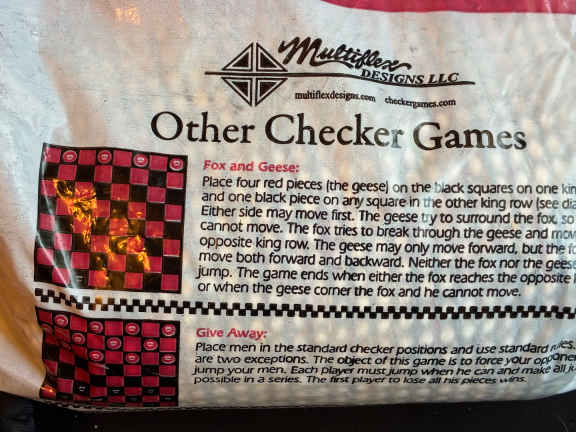 Multiflex
DESIGNS LLC
multiflexdesigns.com checkergames.com
Other Checker Games
Fox and Geese:
Place four red pieces (the geese) on the black squares on one kin
and one black piece on any square in the other king row (see dia
Either side may move first. The geese try to surround the fox, so
cannot move. The fox tries to break through the geese and mov
opposite king row. The geese may only move forward, but the fo
move both forward and backward. Neither the fox nor the geese
jump. The game ends when either the fox reaches the opposite
or when the geese corner the fox and he cannot move.
Give Away:
Place men in the standard checker positions and use standard rules.
are two exceptions. The object of this game is to force your opponen
jump your men. Each player must jump when he can and make all ju
possible in a series. The first player to lose all his pieces wins.